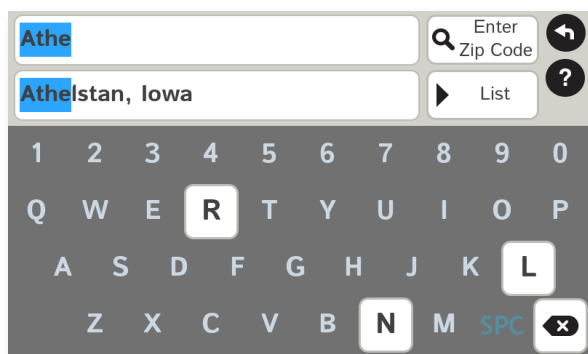 Athe
Enter
Zip Code
?
Athelstan, Iowa
List
1 2 3 4 5 6 7 8 9 0
Q W E R T Y U I O P
A S D F G H J K L
Z X C V B N M SPC